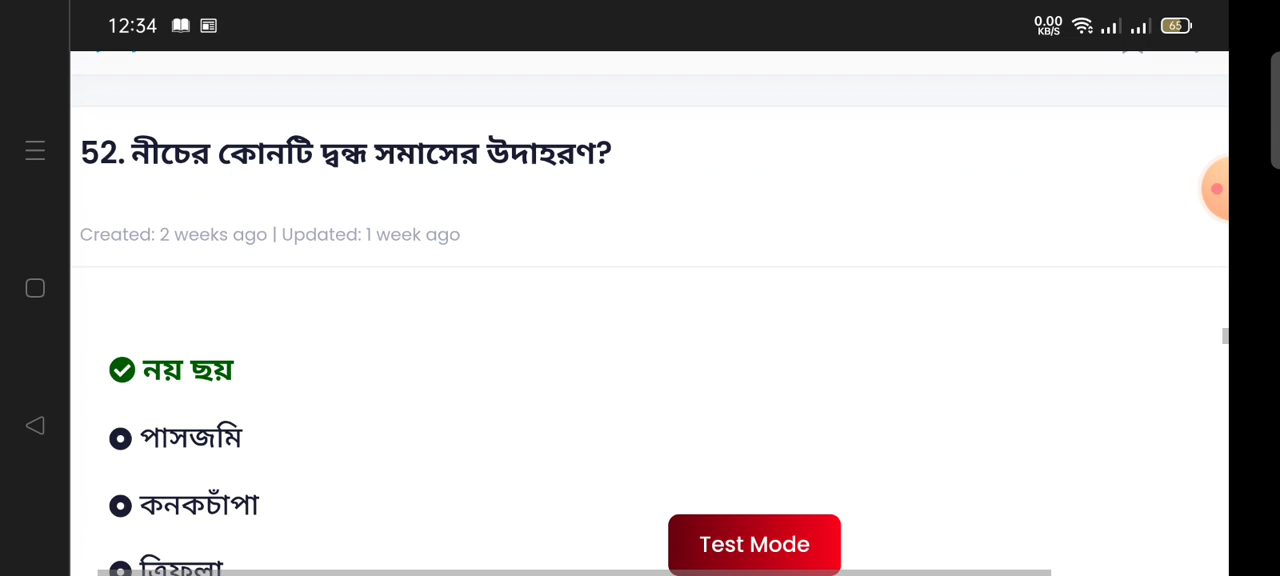 12:34
0.00
KB/S
65
52. নীচের কোনটি দ্বন্ধ সমাসের উদাহরণ?
Created: 2 weeks ago | Updated: 1 week ago
নয় ছয়
পাসজমি
কনকচাঁপা
ত্রিফলা
Test Mode